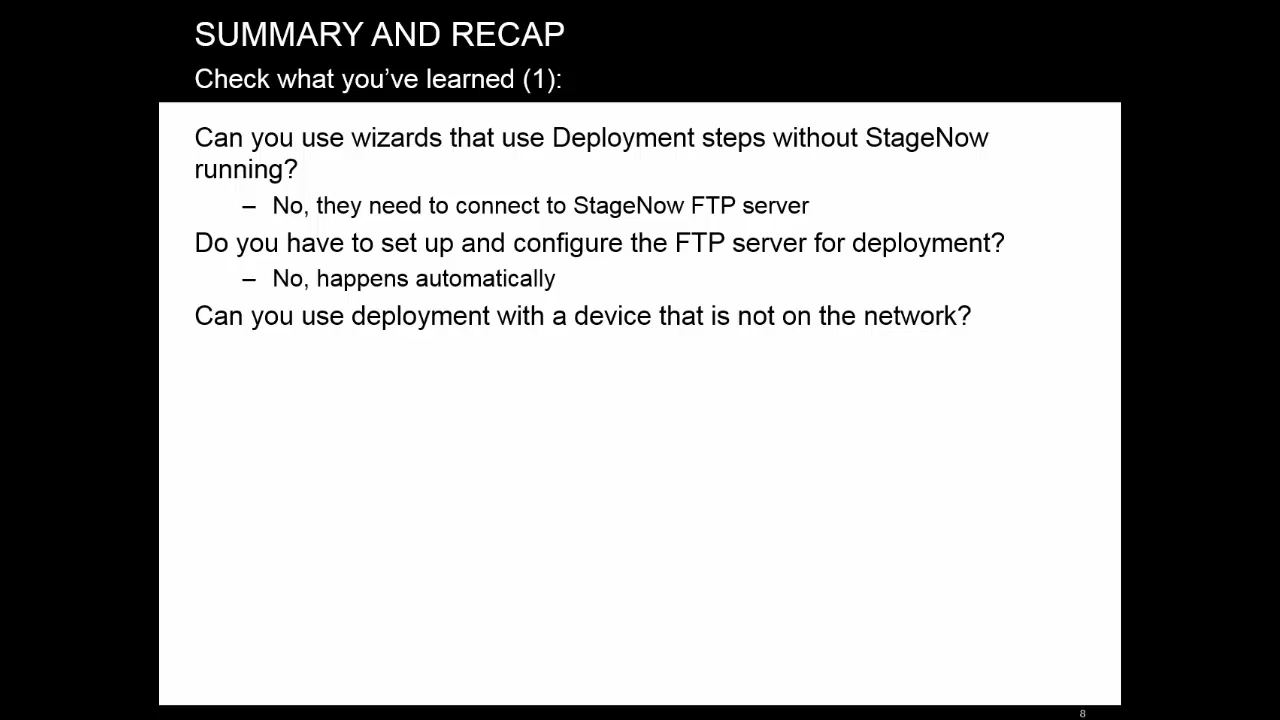 SUMMARY AND RECAP
Check what you’ve learned (1):
Can you use wizards that use Deployment steps without StageNow
running?
– No, they need to connect to StageNow FTP server
Do you have to set up and configure the FTP server for deployment?
– No, happens automatically
Can you use deployment with a device that is not on the network?
8